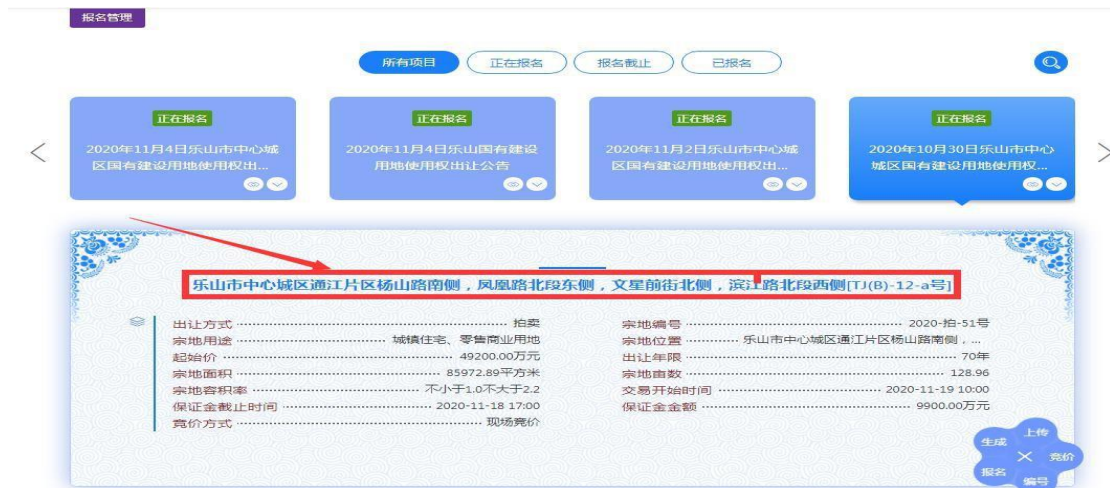 报名管理
所有项目 正在报名 报名截止 已报名
正在报名
2020年11月4日乐山市中心城
区国有建设用地使用权出...
正在报名
2020年11月4日乐山国有建设
用地使用权出让公告
正在报名
2020年11月2日乐山市中心城
区国有建设用地使用权出...
正在报名
2020年10月30日乐山市中心
城区国有建设用地使用权...
乐山市中心城区通江片区杨山路南侧，凤凰路北段东侧，文星前街北侧，滨江路北段西侧[TJ(B)-12-a号]
出让方式 拍卖
宗地用途 城镇住宅、零售商业用地
起始价 49200.00万元
宗地面积 85972.89平方米
宗地容积率 不小于1.0不大于2.2
保证金截止时间 2020-11-18 17:00
竞价方式 现场竞价
宗地编号 2020-拍-51号
宗地位置 乐山市中心城区通江片区杨山路南侧，...
出让年限 70年
宗地亩数 128.96
交易开始时间 2020-11-19 10:00
保证金金额 9900.00万元
上传
生成
竞价
报名
编号